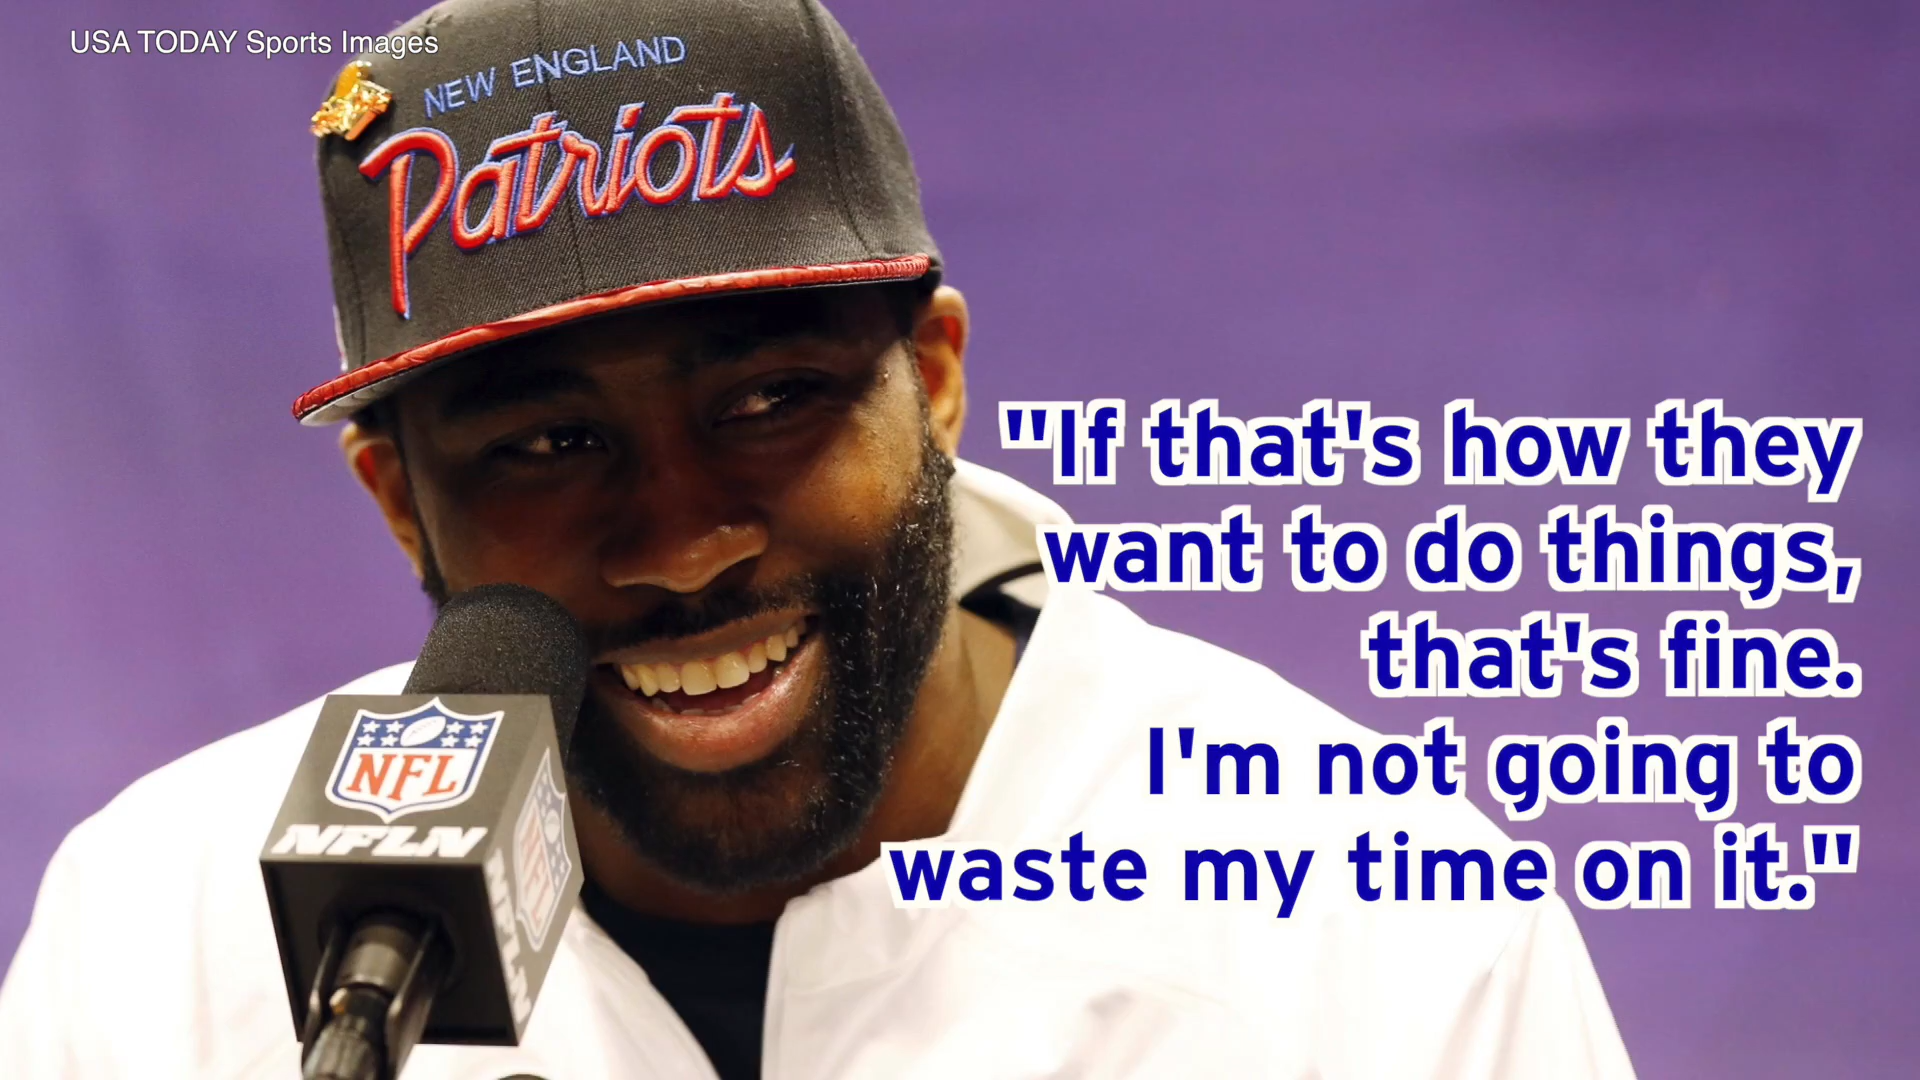 USA TODAY Sports Images
NEW ENGLAND
Patriots
"If that's how they
want to do things,
that's fine.
I'm not going to
waste my time on it."
NFL
NFLN
NFL
NFLN